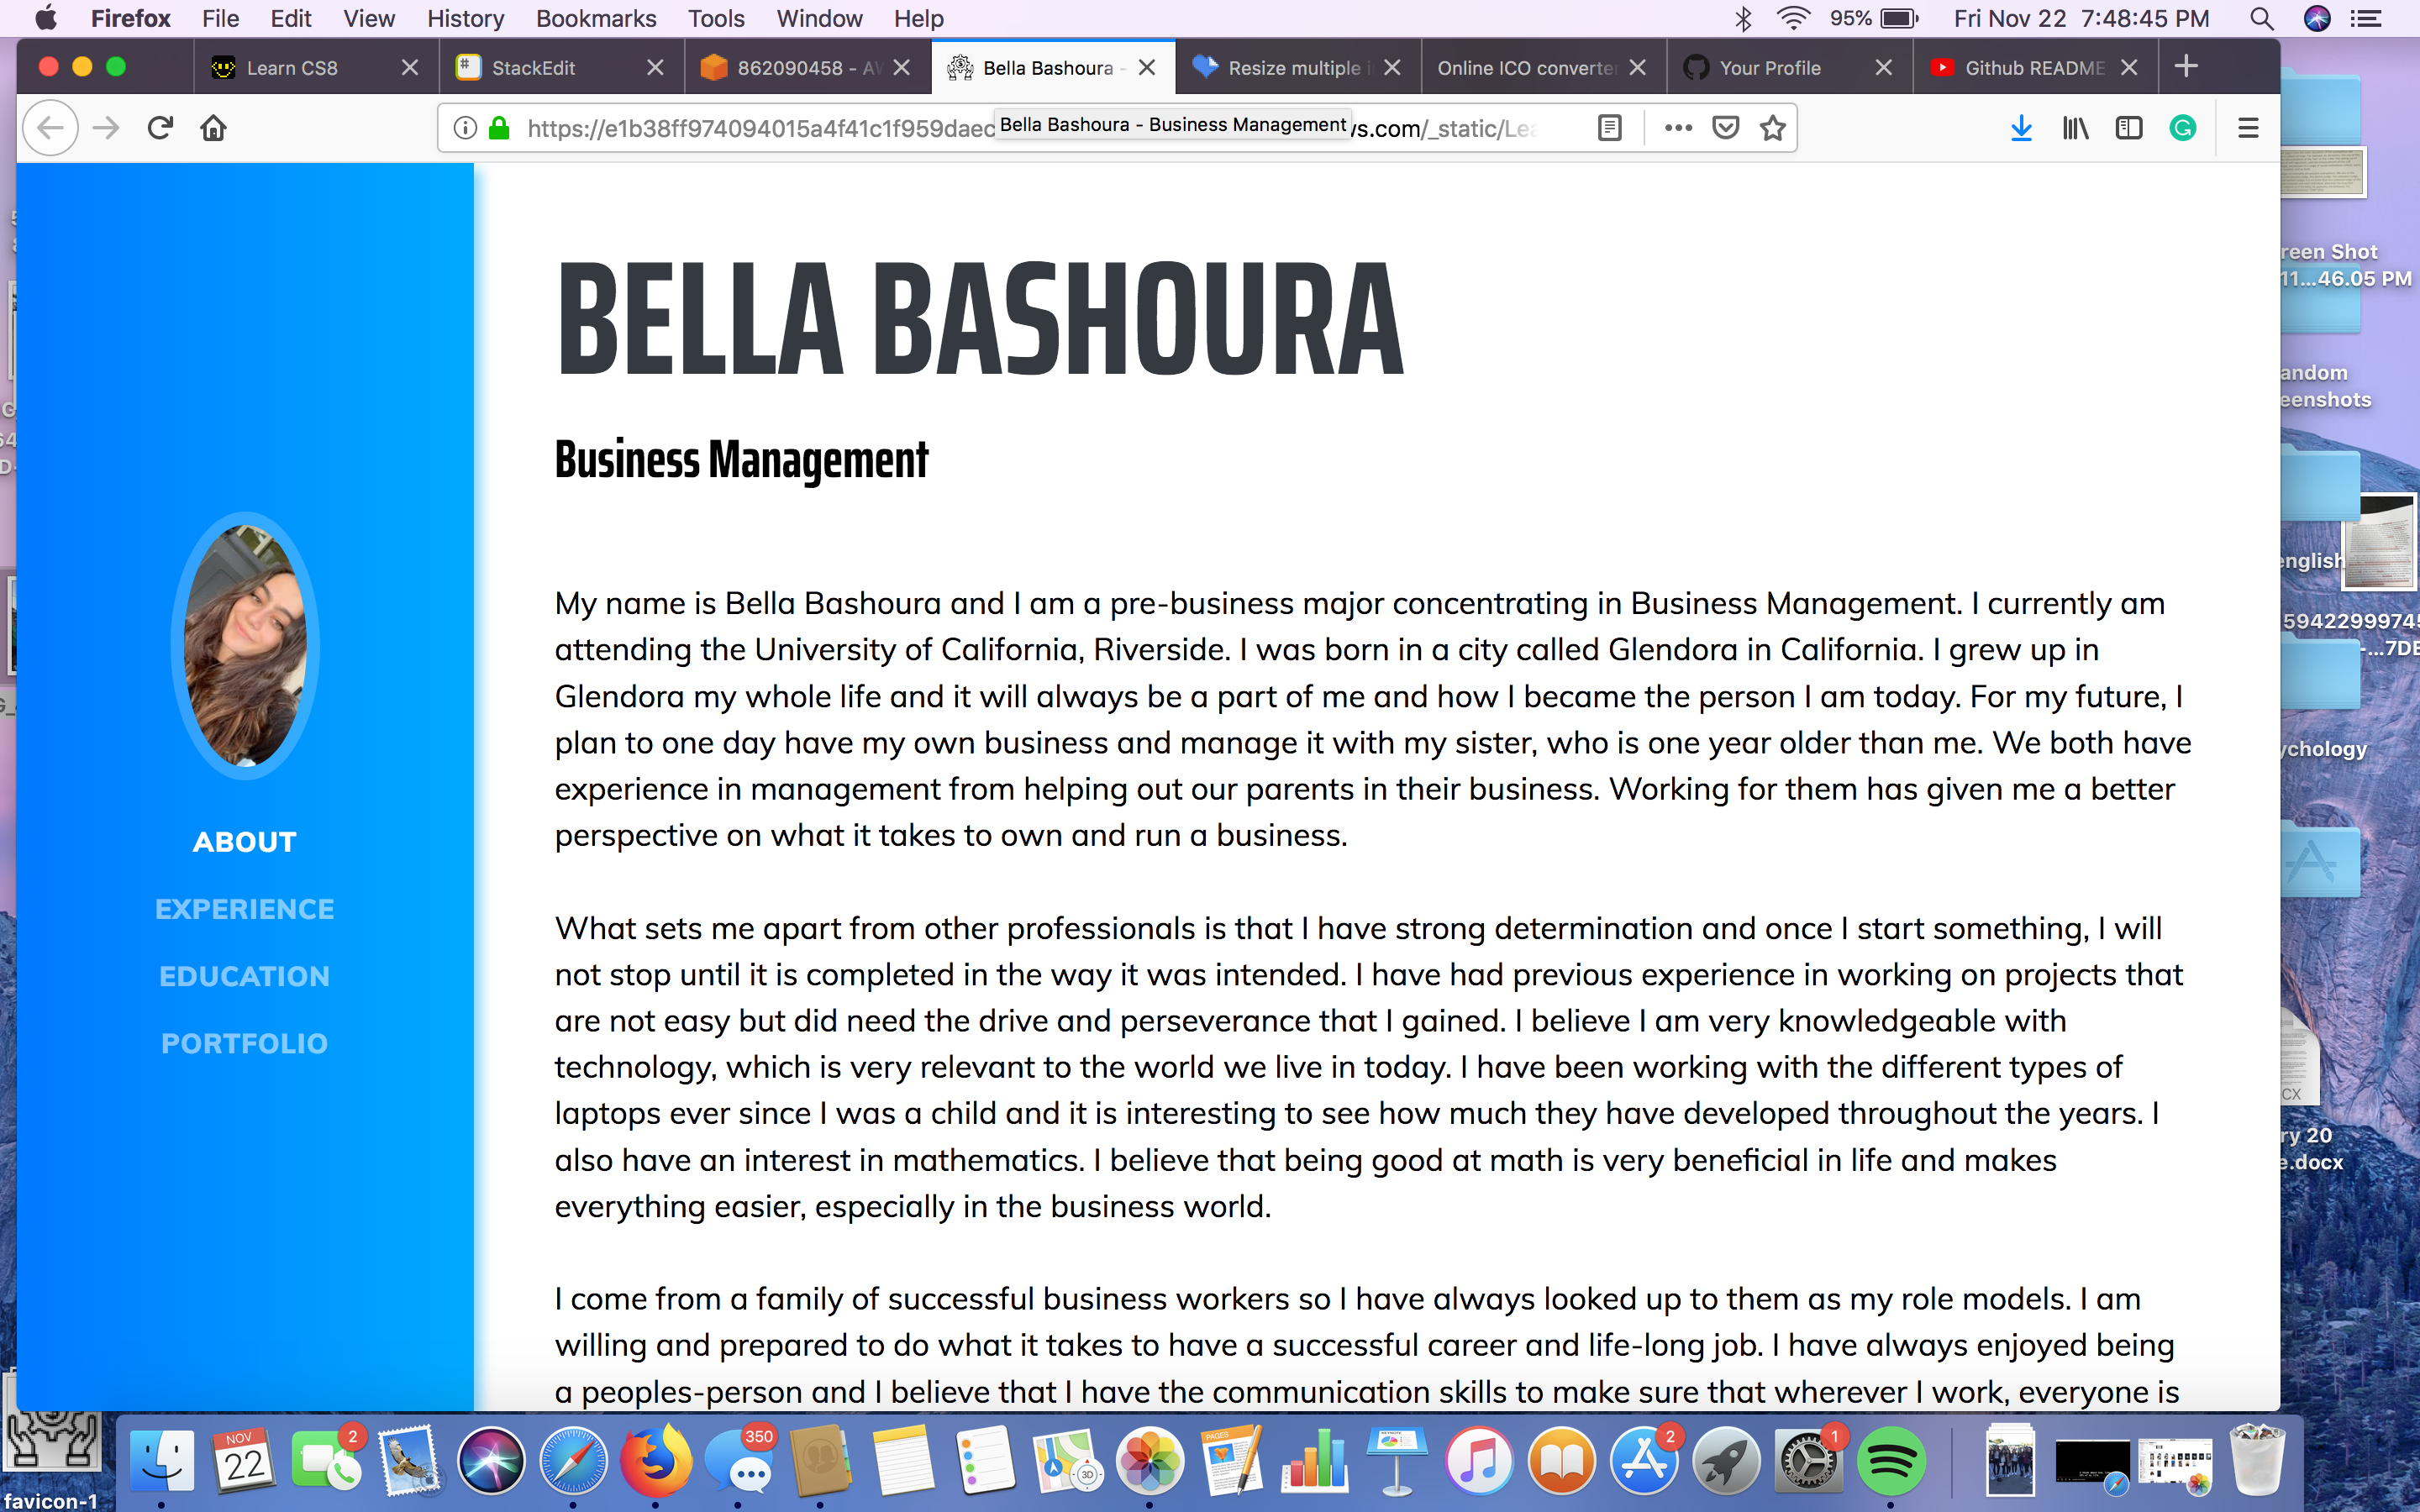 Firefox File Edit View History Bookmarks Tools Window Help 95% Fri Nov 22 7:48:45 PM
Learn CS8 StackEdit 862090458 - AW Bella Bashoura - Resize multiple i Online ICO converter Your Profile Github README
https://e1b38ff974094015a4f41c1f959daec
Bella Bashoura - Business Management
s.com/_static/Lea
BELLA BASHOURA
Business Management
My name is Bella Bashoura and I am a pre-business major concentrating in Business Management. I currently am
attending the University of California, Riverside. I was born in a city called Glendora in California. I grew up in
Glendora my whole life and it will always be a part of me and how I became the person I am today. For my future, I
plan to one day have my own business and manage it with my sister, who is one year older than me. We both have
experience in management from helping out our parents in their business. Working for them has given me a better
perspective on what it takes to own and run a business.
What sets me apart from other professionals is that I have strong determination and once I start something, I will
not stop until it is completed in the way it was intended. I have had previous experience in working on projects that
are not easy but did need the drive and perseverance that I gained. I believe I am very knowledgeable with
technology, which is very relevant to the world we live in today. I have been working with the different types of
laptops ever since I was a child and it is interesting to see how much they have developed throughout the years. I
also have an interest in mathematics. I believe that being good at math is very beneficial in life and makes
everything easier, especially in the business world.
I come from a family of successful business workers so I have always looked up to them as my role models. I am
willing and prepared to do what it takes to have a successful career and life-long job. I have always enjoyed being
a peoples-person and I believe that I have the communication skills to make sure that wherever I work, everyone is
ABOUT
EXPERIENCE
EDUCATION
PORTFOLIO
reen Shot
11...46.05 PM
andom
eenshots
english
5942299974
-...7DE
ychology
CX
ry 20
e.docx
favicon-1
NOV
22
2
350
3D
PAGES
KEYNOTE
2
1